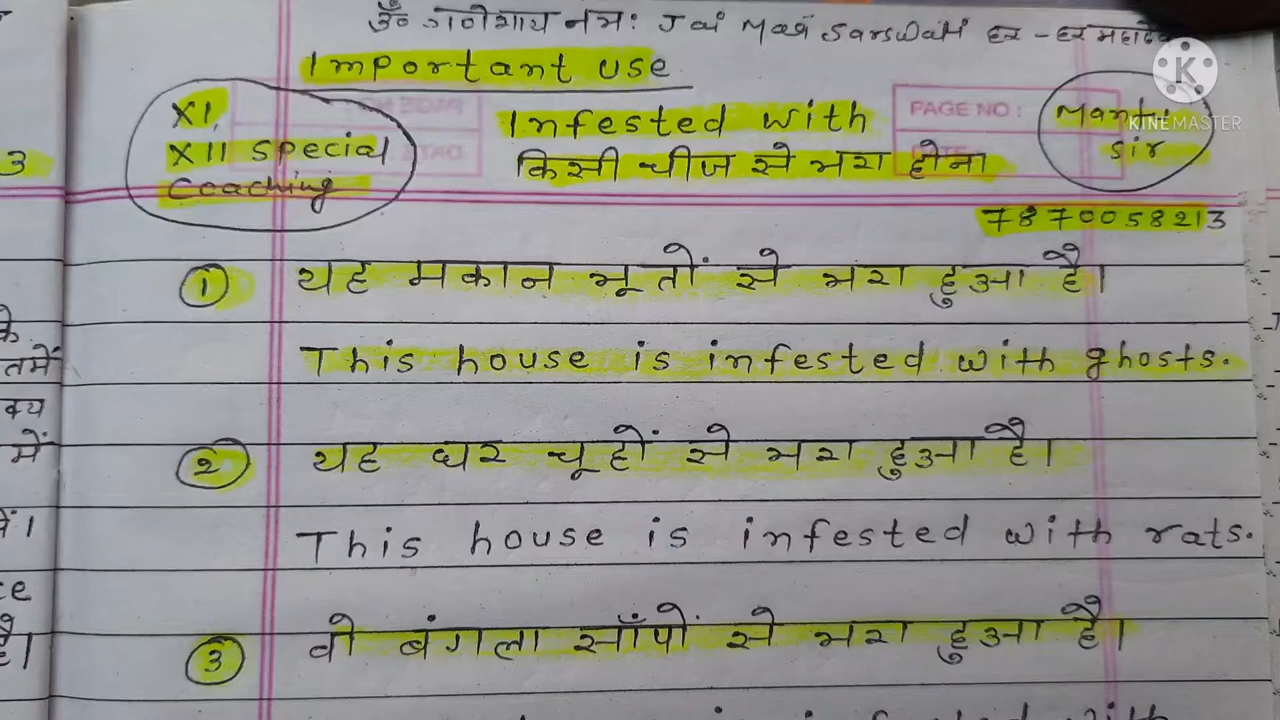 ॐ गणेशाय नमः Jai Maa Sarswati हर - हर महादेव
Important use
XI,
XII Special
Coaching
Infested with
किसी चीज से भरा होना
PAGE NO :
Mantu
sir
KINEMASTER
3
7870058213
① यह मकान भूतों से भरा हुआ है।
This house is infested with ghosts.
② यह घर चूहों से भरा हुआ है।
This house is infested with rats.
③ वो बंगला साँपों से भरा हुआ है।
infested with